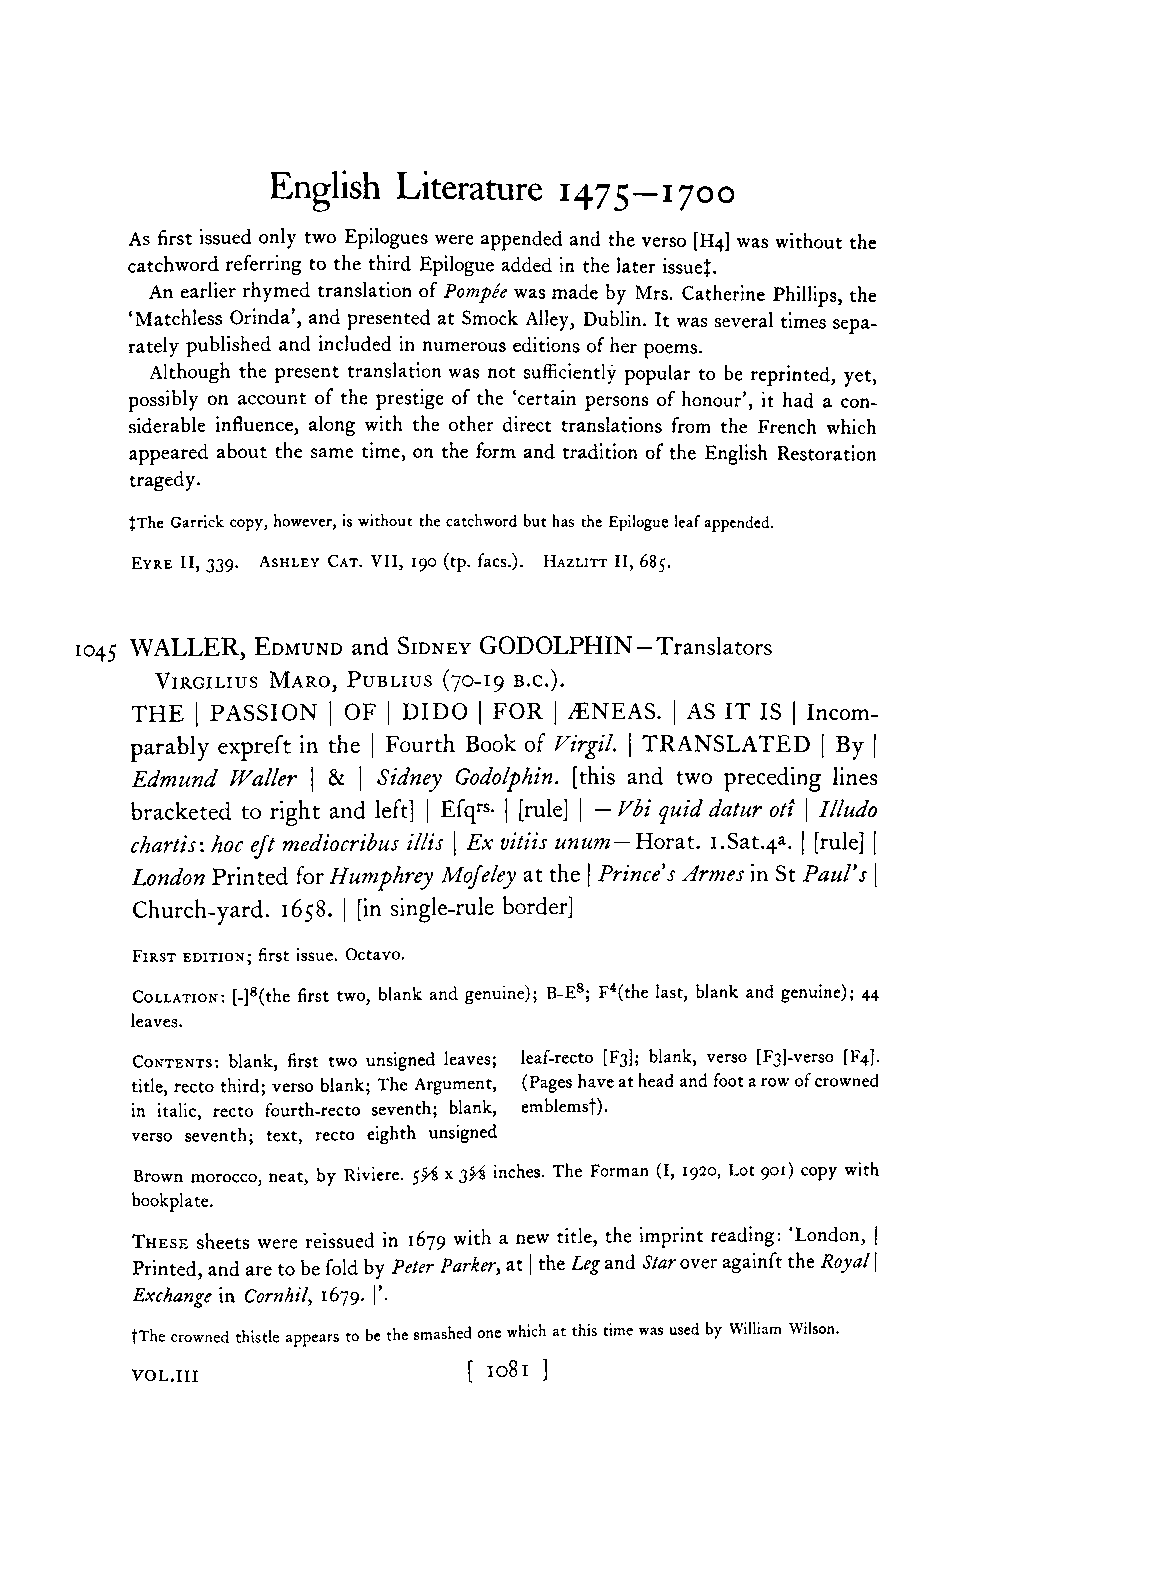 English Literature 1475—1700
As first issued only two Epilogues were appended and the verso [H4] was without the
catchword referring to the third Epilogue added in the later issue‡.
An earlier rhymed translation of Pompée was made by Mrs. Catherine Phillips, the
‘Matchless Orinda’, and presented at Smock Alley, Dublin. It was several times sepa-
rately published and included in numerous editions of her poems.
Although the present translation was not sufficiently popular to be reprinted, yet,
possibly on account of the prestige of the ‘certain persons of honour’, it had a con-
siderable influence, along with the other direct translations from the French which
appeared about the same time, on the form and tradition of the English Restoration
tragedy.
‡The Garrick copy, however, is without the catchword but has the Epilogue leaf appended.
EYRE II, 339. ASHLEY CAT. VII, 190 (tp. facs.). HAZLITT II, 685.
1045 WALLER, EDMUND and SIDNEY GODOLPHIN—Translators
VIRGILIUS MARO, PUBLIUS (70-19 B.C.).
THE | PASSION | OF | DIDO | FOR | ÆNEAS. | AS IT IS | Incom-
parably expreſt in the | Fourth Book of Virgil. | TRANSLATED | By |
Edmund Waller | & | Sidney Godolphin. [this and two preceding lines
bracketed to right and left] | Eſqrs. | [rule] | — Vbi quid datur otî | Illudo
chartis: hoc eſt mediocribus illis | Ex vitiis unum—Horat. 1.Sat.4ª. | [rule] |
London Printed for Humphrey Moſeley at the | Prince's Armes in St Paul's |
Church-yard. 1658. | [in single-rule border]
FIRST EDITION; first issue. Octavo.
COLLATION: [-]⁸(the first two, blank and genuine); B-E⁸; F⁴(the last, blank and genuine); 44
leaves.
CONTENTS: blank, first two unsigned leaves;
title, recto third; verso blank; The Argument,
in italic, recto fourth-recto seventh; blank,
verso seventh; text, recto eighth unsigned
leaf-recto [F3]; blank, verso [F3]-verso [F4].
(Pages have at head and foot a row of crowned
emblems†).
Brown morocco, neat, by Riviere. 5⅝ x 3⅝ inches. The Forman (I, 1920, Lot 901) copy with
bookplate.
THESE sheets were reissued in 1679 with a new title, the imprint reading: ‘London, |
Printed, and are to be ſold by Peter Parker, at | the Leg and Star over againſt the Royal |
Exchange in Cornhil, 1679. |’.
†The crowned thistle appears to be the smashed one which at this time was used by William Wilson.
VOL.III
[ 1081 ]